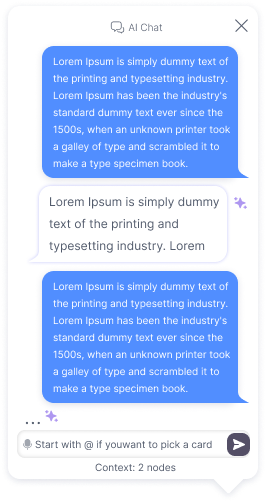 AI Chat
Lorem Ipsum is simply dummy text of
the printing and typesetting industry.
Lorem Ipsum has been the industry's
standard dummy text ever since the
1500s, when an unknown printer took
a galley of type and scrambled it to
make a type specimen book.
Lorem Ipsum is simply dummy
text of the printing and
typesetting industry. Lorem
Lorem Ipsum is simply dummy text of
the printing and typesetting industry.
Lorem Ipsum has been the industry's
standard dummy text ever since the
1500s, when an unknown printer took
a galley of type and scrambled it to
make a type specimen book.
...
Start with @ if youwant to pick a card
Context: 2 nodes